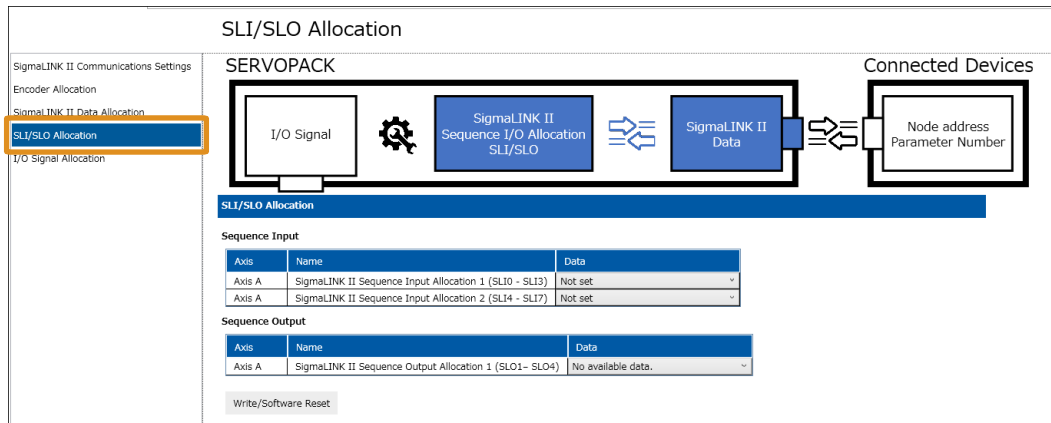 SLI/SLO Allocation
SigmaLINK II Communications Settings
Encoder Allocation
SigmaLINK II Data Allocation
SLI/SLO Allocation
I/O Signal Allocation
SERVOPACK
Connected Devices
I/O Signal
SigmaLINK II
Sequence I/O Allocation
SLI/SLO
SigmaLINK II
Data
Node address
Parameter Number
SLI/SLO Allocation
Sequence Input
Axis Name Data
Axis A SigmaLINK II Sequence Input Allocation 1 (SLI0 - SLI3) Not set
Axis A SigmaLINK II Sequence Input Allocation 2 (SLI4 - SLI7) Not set
Sequence Output
Axis Name Data
Axis A SigmaLINK II Sequence Output Allocation 1 (SLO1– SLO4) No available data.
Write/Software Reset